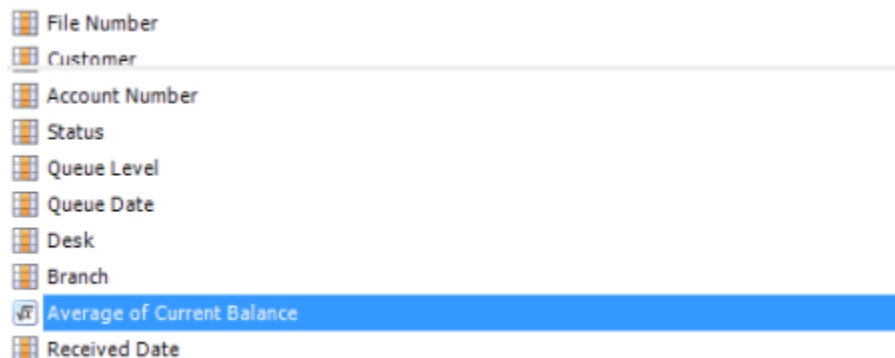 File Number
Customer
Account Number
Status
Queue Level
Queue Date
Desk
Branch
Average of Current Balance
Received Date